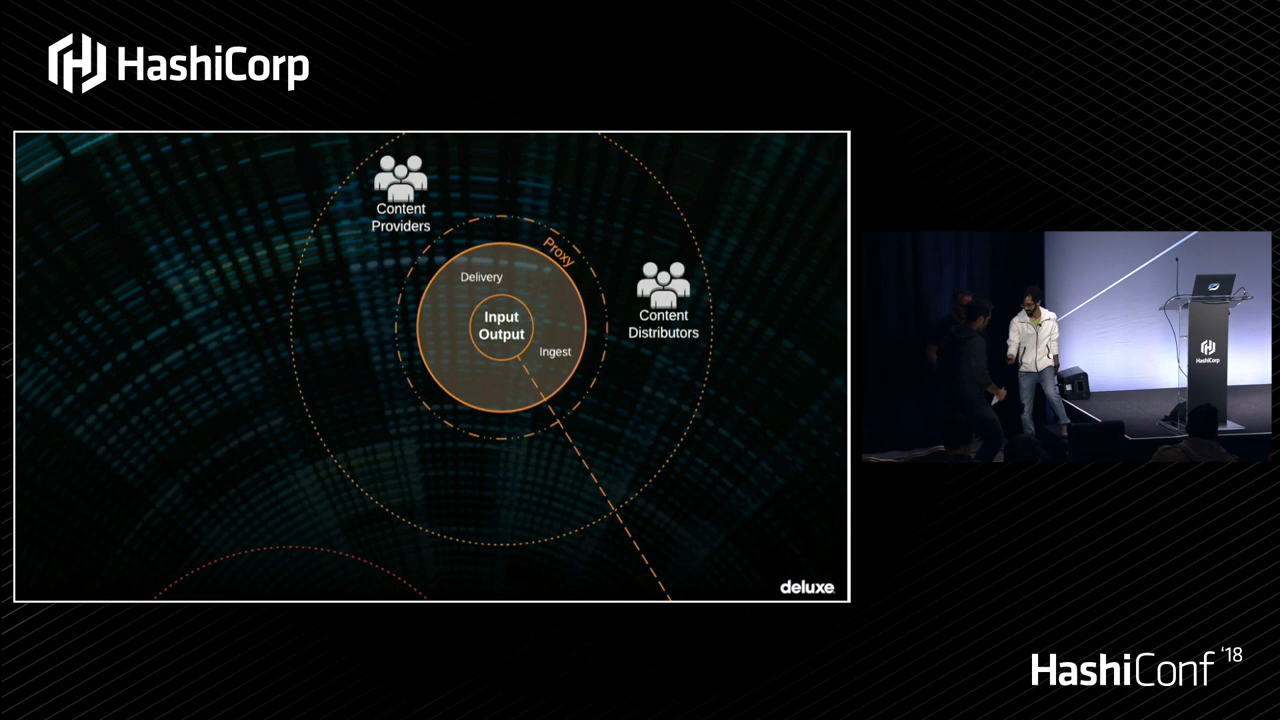 HashiCorp
Content
Providers
Proxy
Delivery
Input
Output
Ingest
Content
Distributors
deluxe
HashiCorp
HashiConf '18